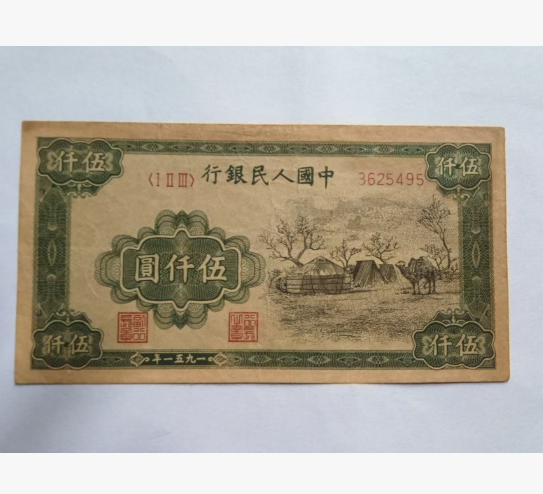 伍仟
伍仟
行銀民人國中
〈I II III〉
3625495
圓仟伍
伍仟
年一五九一
伍仟